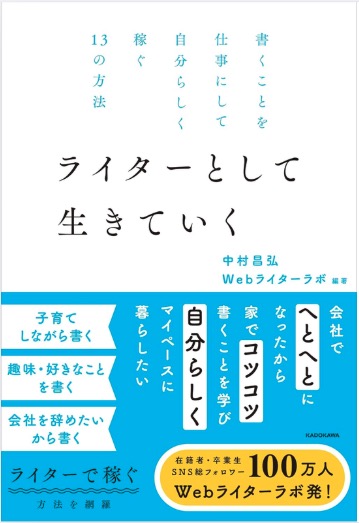 書くことを
仕事にして
自分らしく
稼ぐ
13の方法
ライターとして
生きていく
中村昌弘
Webライターラボ 編著
会社で
へとへとに
なったから
家でコツコツ
書くことを学び
自分らしく
マイペースに
暮らしたい
子育て
しながら書く
趣味・好きなこと
を書く
会社を辞めたい
から書く
ライターで稼ぐ
方法を網羅
KADOKAWA
在籍者・卒業生
SNS総フォロワー
100万人
Webライターラボ発!